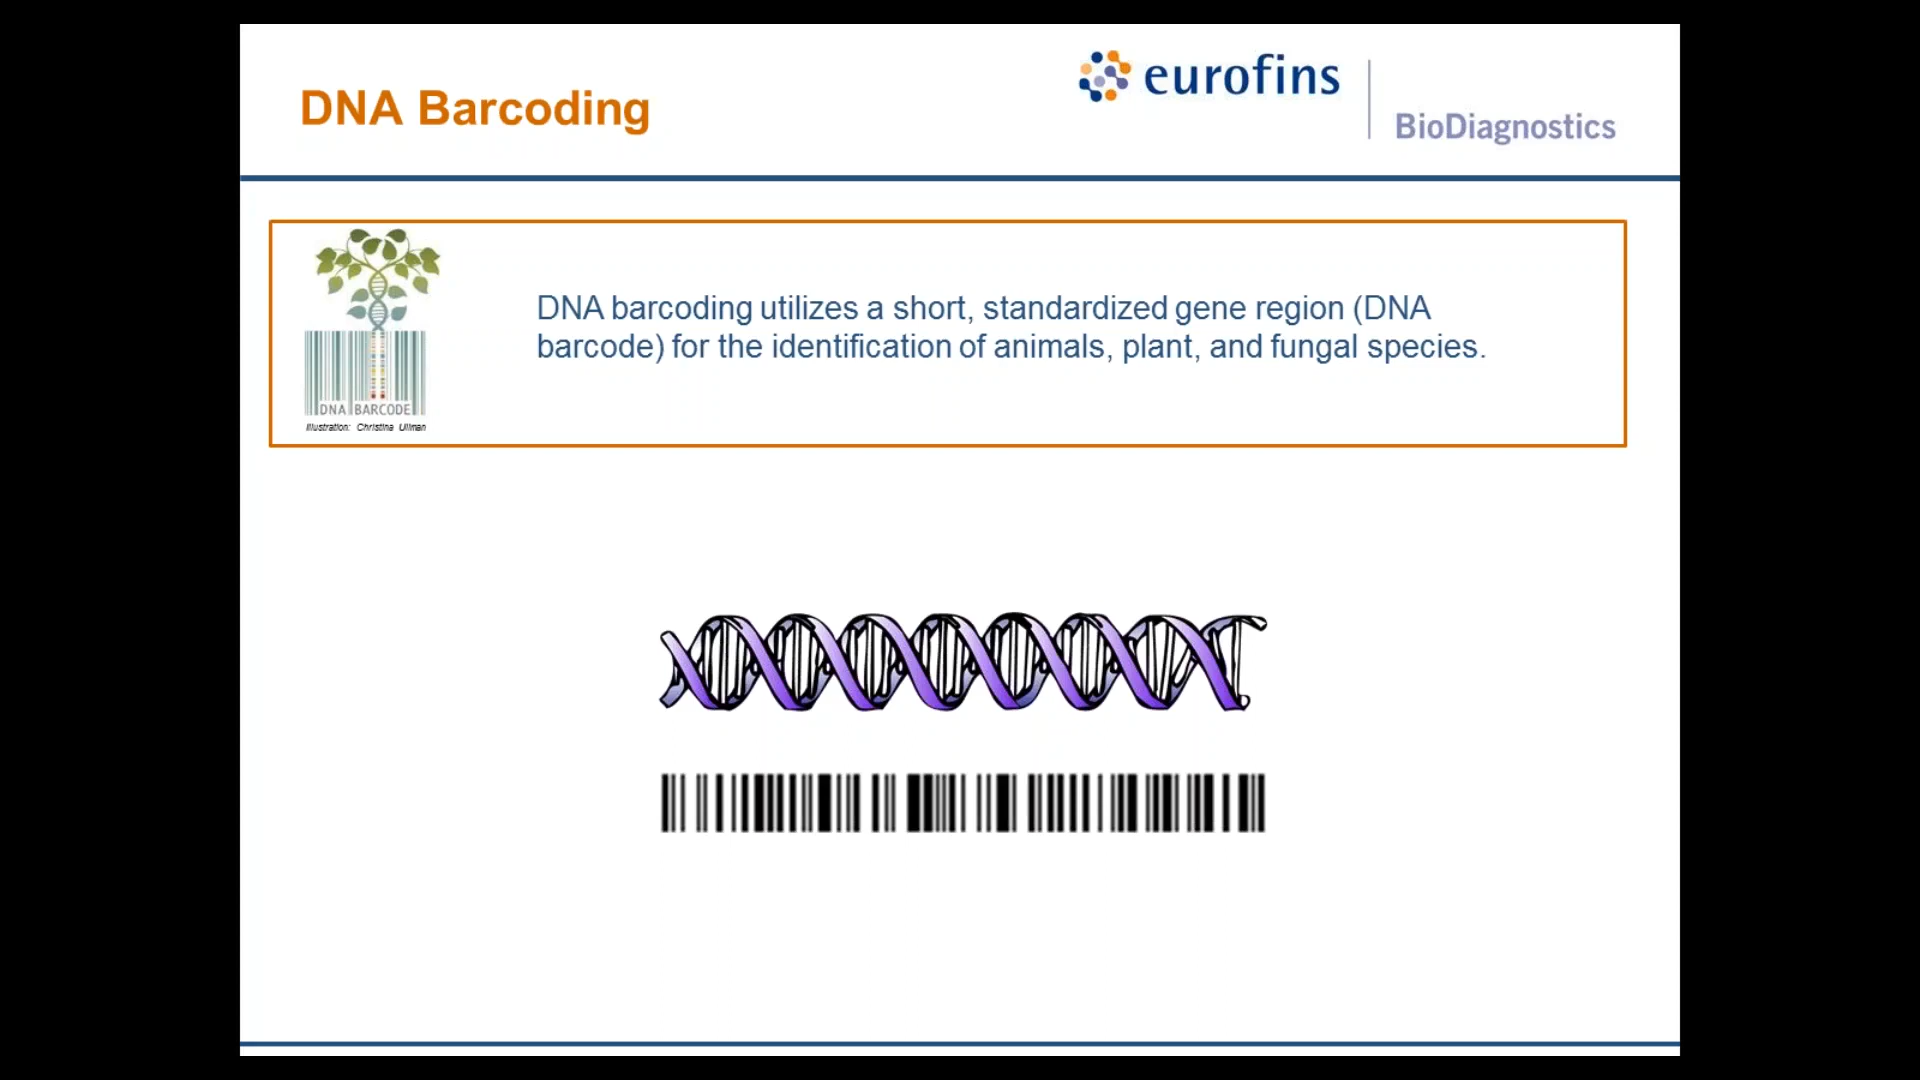 DNA Barcoding
eurofins
BioDiagnostics
DNA barcoding utilizes a short, standardized gene region (DNA
barcode) for the identification of animals, plant, and fungal species.
DNA BARCODE
Illustration: Christina Ullman